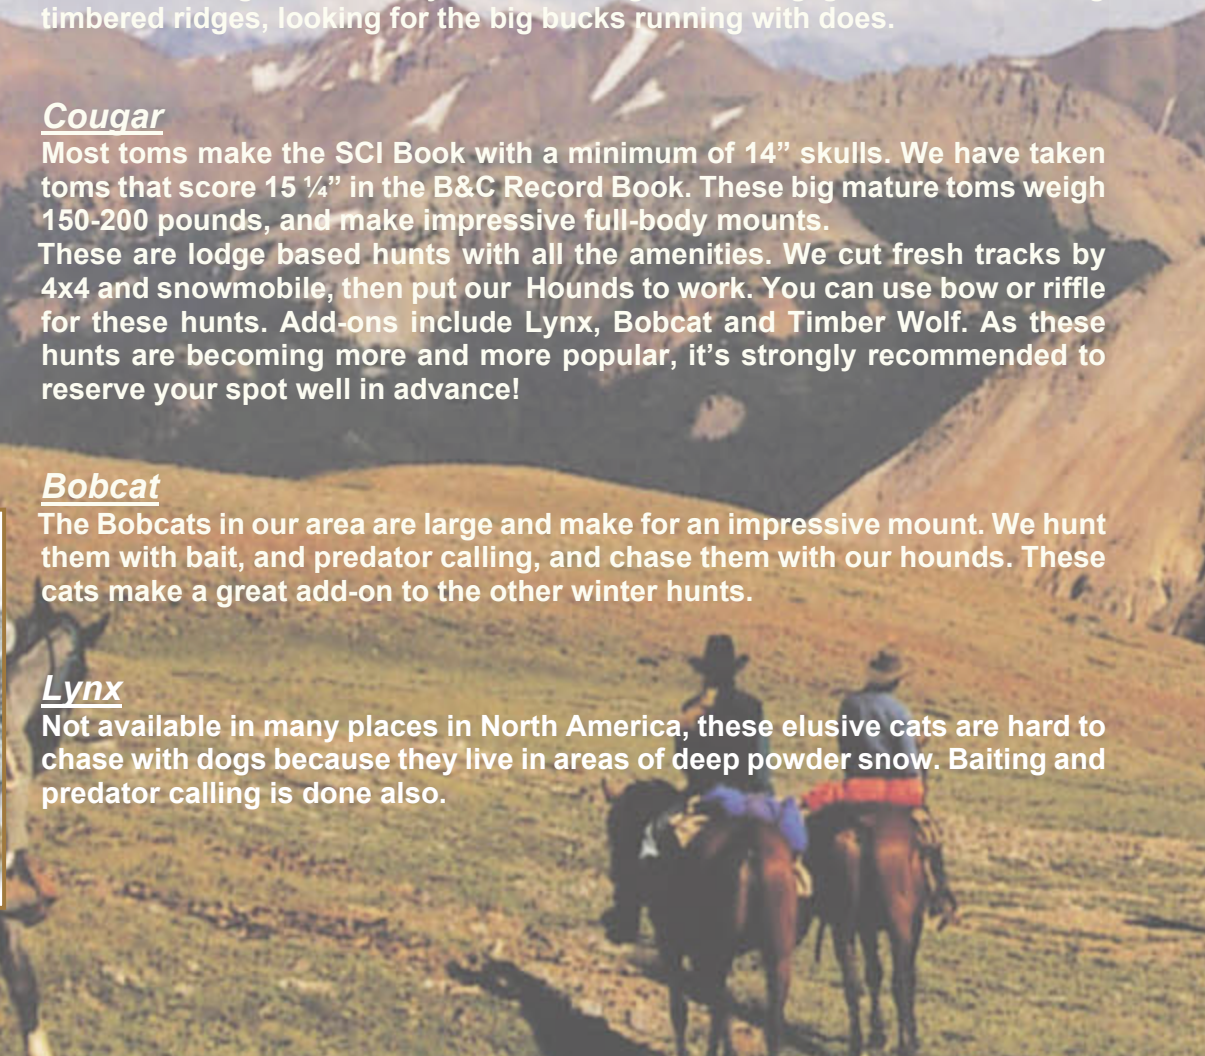 timbered ridges, looking for the big bucks running with does.
Cougar
Most toms make the SCI Book with a minimum of 14” skulls. We have taken
toms that score 15 ¼” in the B&C Record Book. These big mature toms weigh
150-200 pounds, and make impressive full-body mounts.
These are lodge based hunts with all the amenities. We cut fresh tracks by
4x4 and snowmobile, then put our Hounds to work. You can use bow or riffle
for these hunts. Add-ons include Lynx, Bobcat and Timber Wolf. As these
hunts are becoming more and more popular, it’s strongly recommended to
reserve your spot well in advance!
Bobcat
The Bobcats in our area are large and make for an impressive mount. We hunt
them with bait, and predator calling, and chase them with our hounds. These
cats make a great add-on to the other winter hunts.
Lynx
Not available in many places in North America, these elusive cats are hard to
chase with dogs because they live in areas of deep powder snow. Baiting and
predator calling is done also.